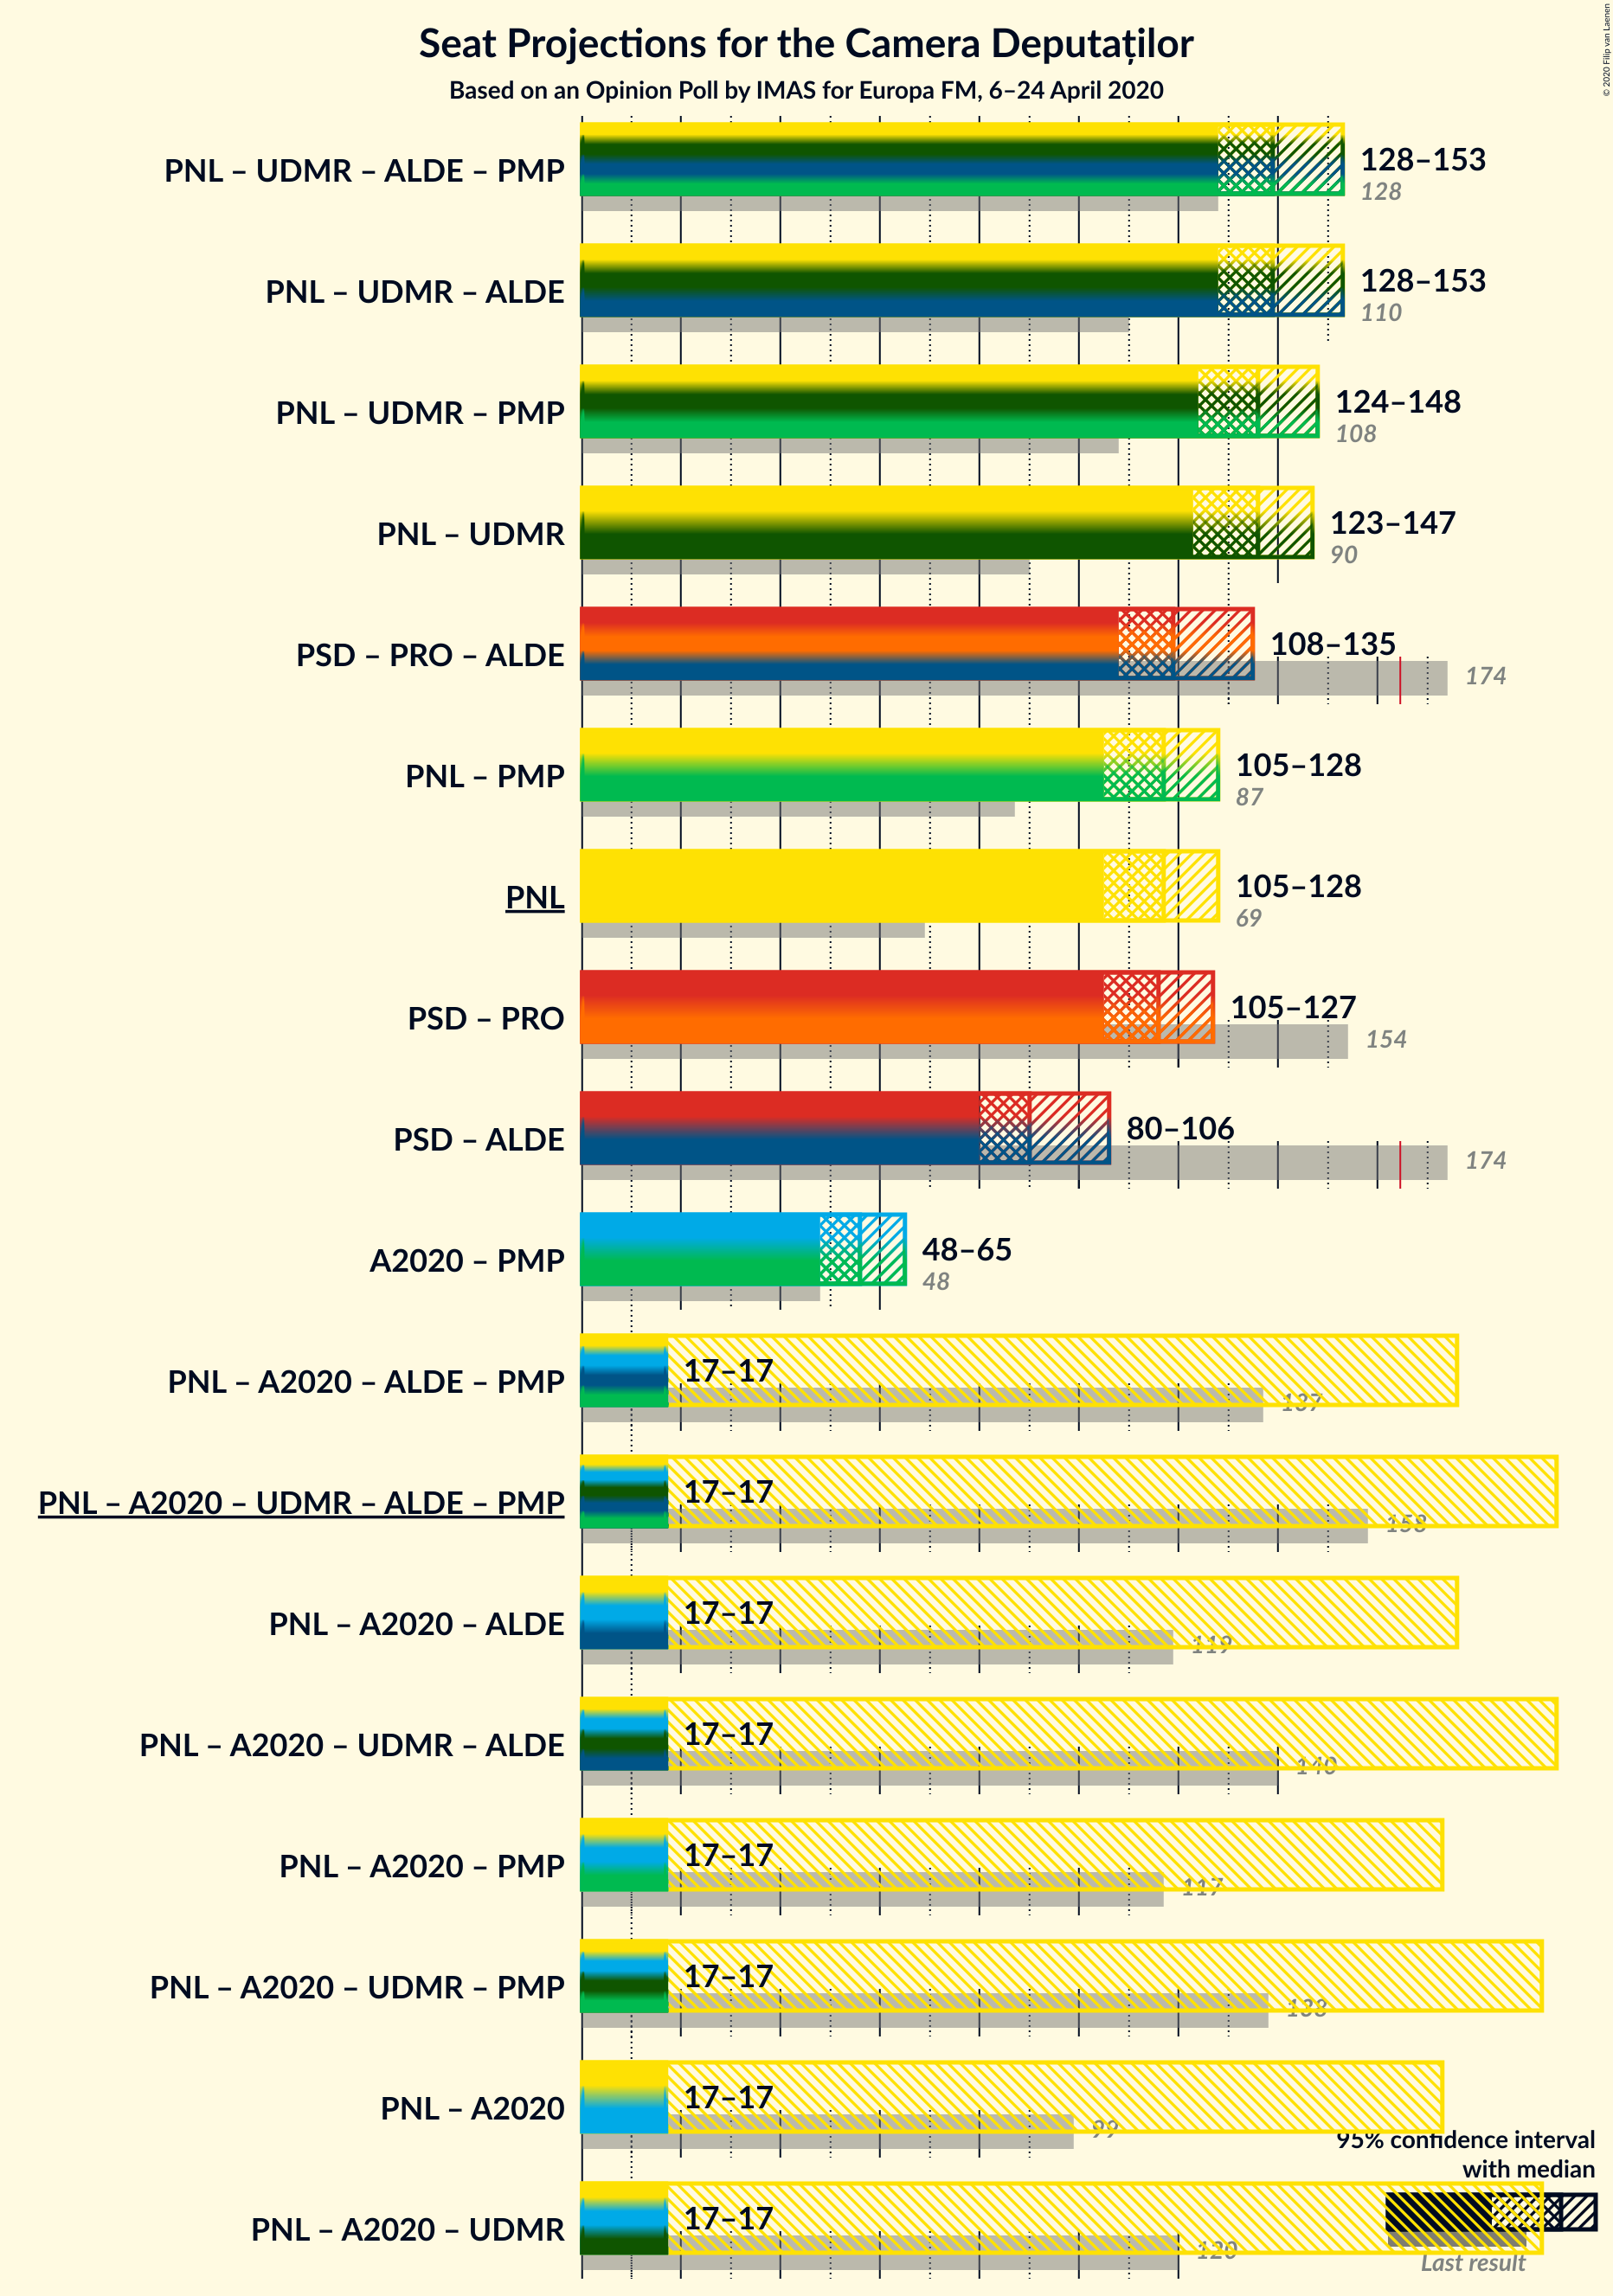 Seat Projections for the Camera Deputaților
Based on an Opinion Poll by IMAS for Europa FM, 6–24 April 2020
© 2020 Filip van Laenen
PNL – UDMR – ALDE – PMP
128–153
128
PNL – UDMR – ALDE
128–153
110
PNL – UDMR – PMP
124–148
108
PNL – UDMR
123–147
90
PSD – PRO – ALDE
108–135
174
PNL – PMP
105–128
87
PNL
105–128
69
PSD – PRO
105–127
154
PSD – ALDE
80–106
174
A2020 – PMP
48–65
48
PNL – A2020 – ALDE – PMP
17–17
137
PNL – A2020 – UDMR – ALDE – PMP
17–17
158
PNL – A2020 – ALDE
17–17
119
PNL – A2020 – UDMR – ALDE
17–17
140
PNL – A2020 – PMP
17–17
117
PNL – A2020 – UDMR – PMP
17–17
138
PNL – A2020
17–17
99
PNL – A2020 – UDMR
17–17
120
95% confidence interval
with median
Last result